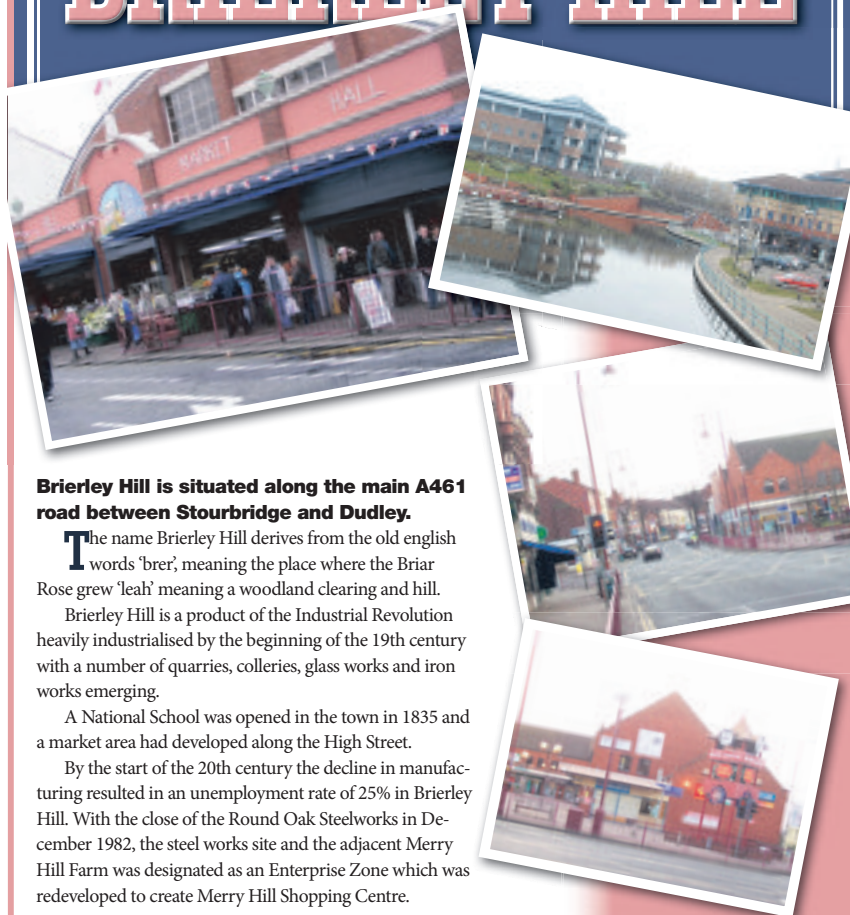 BRIERLEY HILL
MARKET
HALL
Brierley Hill is situated along the main A461
road between Stourbridge and Dudley.
The name Brierley Hill derives from the old english
words ‘brer’, meaning the place where the Briar
Rose grew ‘leah’ meaning a woodland clearing and hill.
Brierley Hill is a product of the Industrial Revolution
heavily industrialised by the beginning of the 19th century
with a number of quarries, colleries, glass works and iron
works emerging.
A National School was opened in the town in 1835 and
a market area had developed along the High Street.
By the start of the 20th century the decline in manufac-
turing resulted in an unemployment rate of 25% in Brierley
Hill. With the close of the Round Oak Steelworks in De-
cember 1982, the steel works site and the adjacent Merry
Hill Farm was designated as an Enterprise Zone which was
redeveloped to create Merry Hill Shopping Centre.